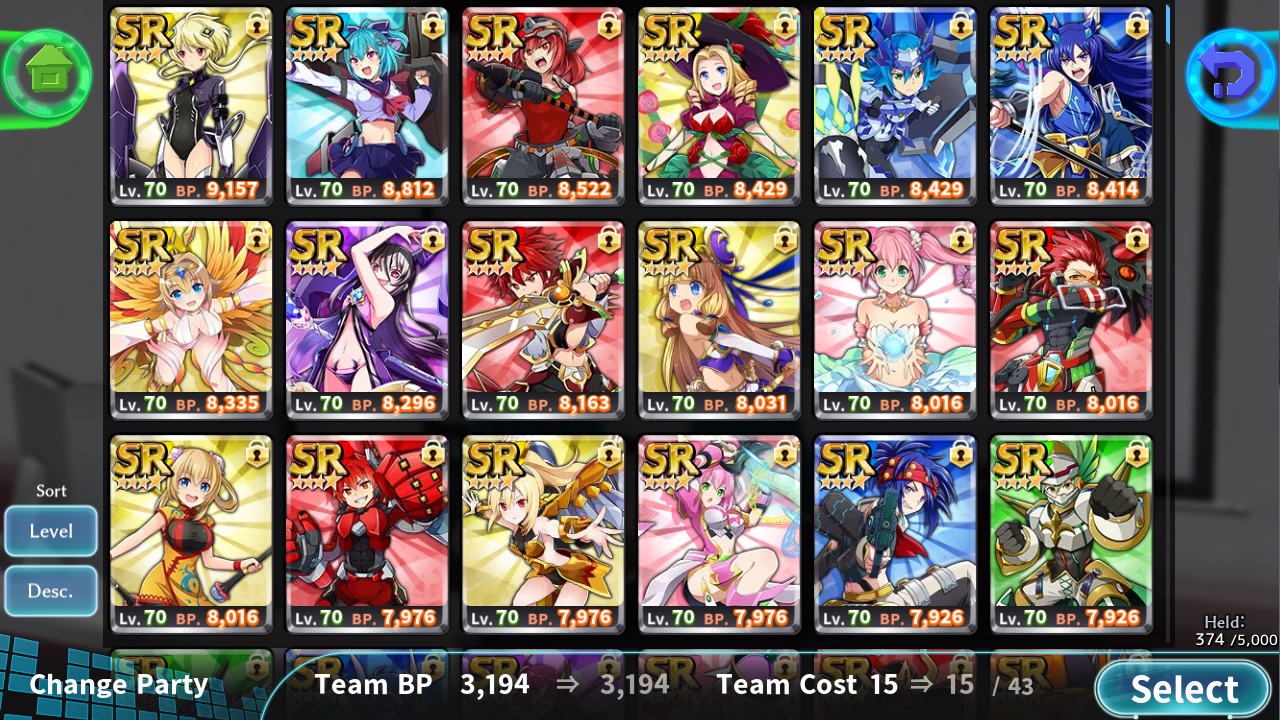 SR SR SR SR SR SR
Lv. 70 BP. 9,157 Lv. 70 BP. 8,812 Lv. 70 BP. 8,522 Lv. 70 BP. 8,429 Lv. 70 BP. 8,429 Lv. 70 BP. 8,414
SR SR SR SR SR SR
Lv. 70 BP. 8,335 Lv. 70 BP. 8,296 Lv. 70 BP. 8,163 Lv. 70 BP. 8,031 Lv. 70 BP. 8,016 Lv. 70 BP. 8,016
SR SR SR SR SR SR
Sort
Level
Desc.
Lv. 70 BP. 8,016 Lv. 70 BP. 7,976 Lv. 70 BP. 7,976 Lv. 70 BP. 7,976 Lv. 70 BP. 7,926 Lv. 70 BP. 7,926
Held:
374 /5,000
SR SR SR SR SR SR
Change Party Team BP 3,194 ⇒ 3,194 Team Cost 15 ⇒ 15 / 43 Select